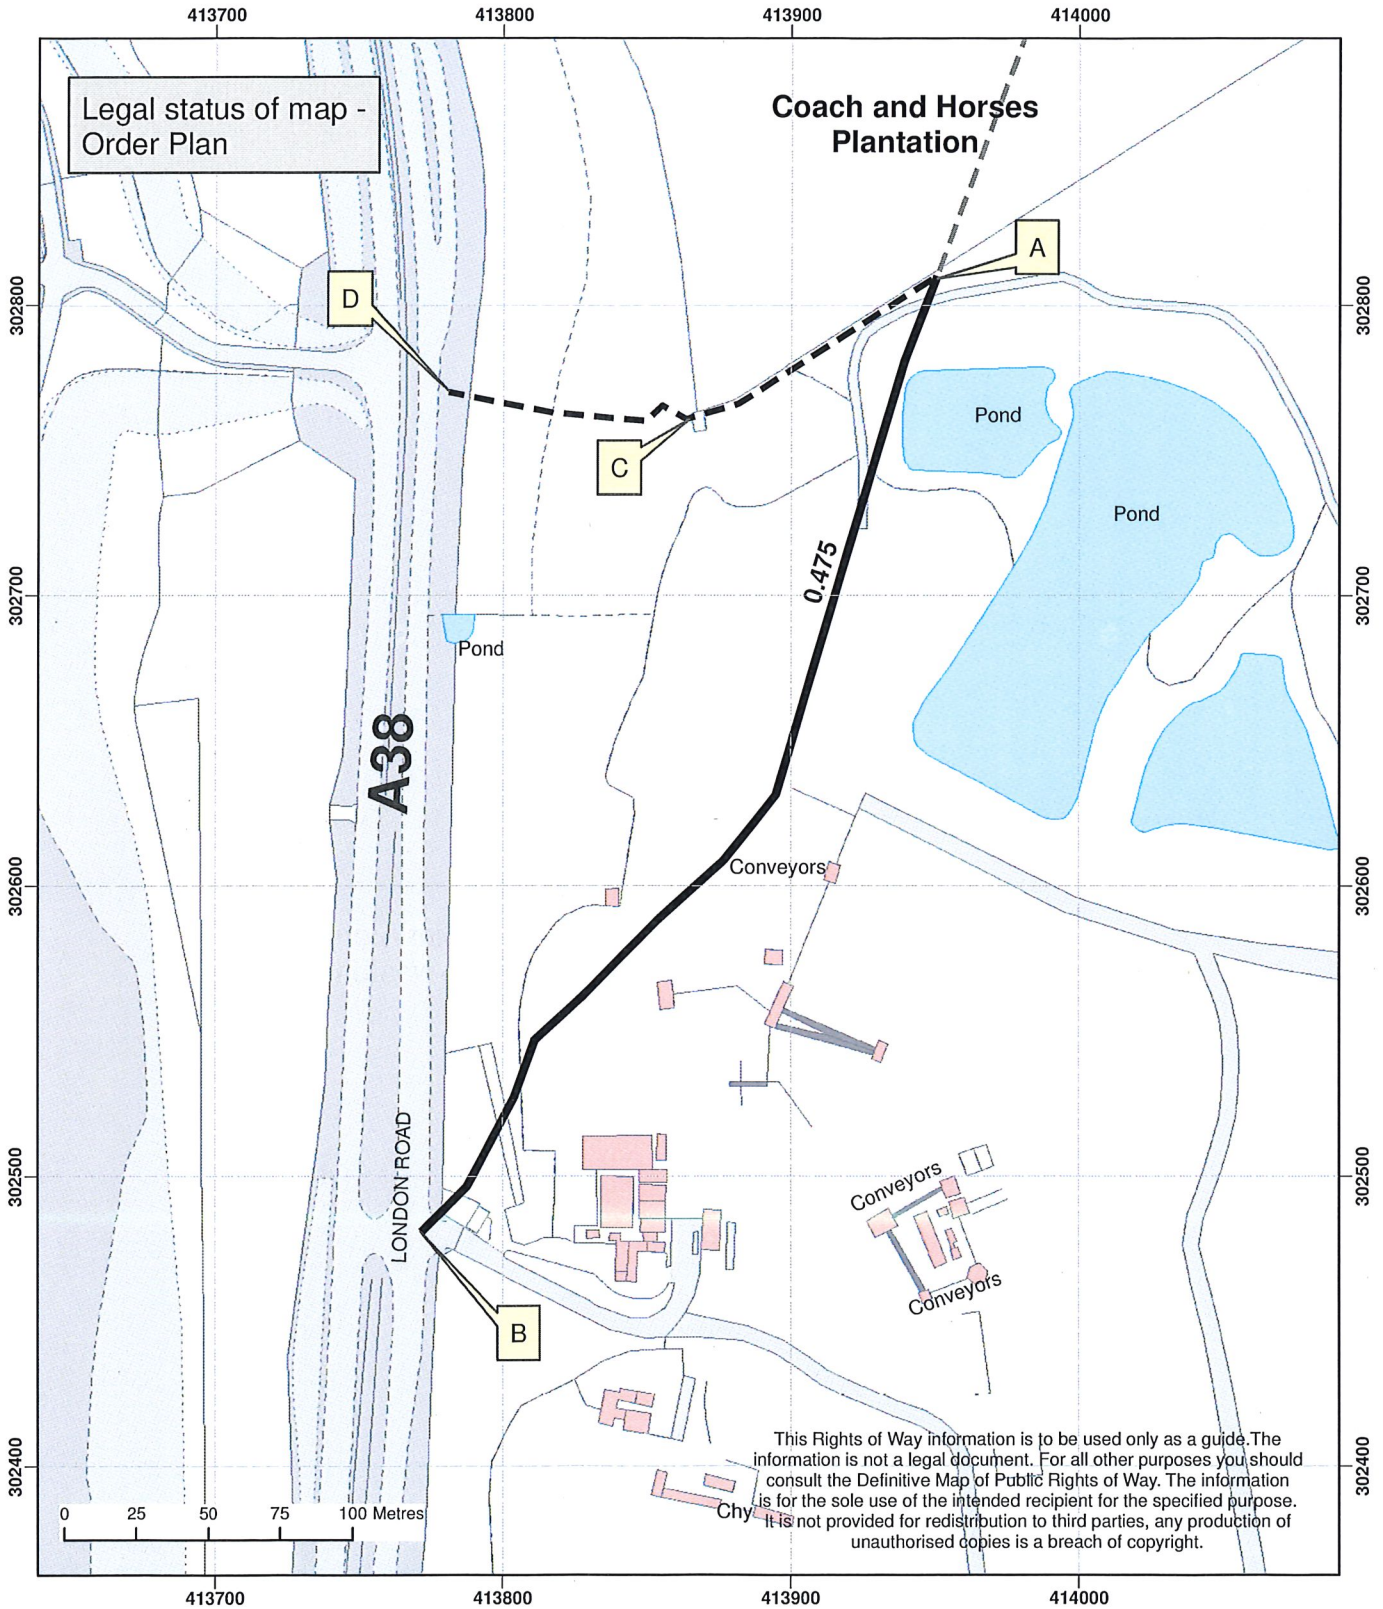 413700 413800 413900 414000
Legal status of map -
Order Plan
Coach and Horses
Plantation
A
D
302800
302800
Pond
C
Pond
0.475
302700
302700
Pond
A38
Conveyors
302600
302600
LONDON ROAD
302500
302500
Conveyors
Conveyors
B
This Rights of Way information is to be used only as a guide.The
information is not a legal document. For all other purposes you should
consult the Definitive Map of Public Rights of Way. The information
is for the sole use of the intended recipient for the specified purpose.
It is not provided for redistribution to third parties, any production of
unauthorised copies is a breach of copyright.
302400
302400
Chy
0 25 50 75 100 Metres
413700 413800 413900 414000